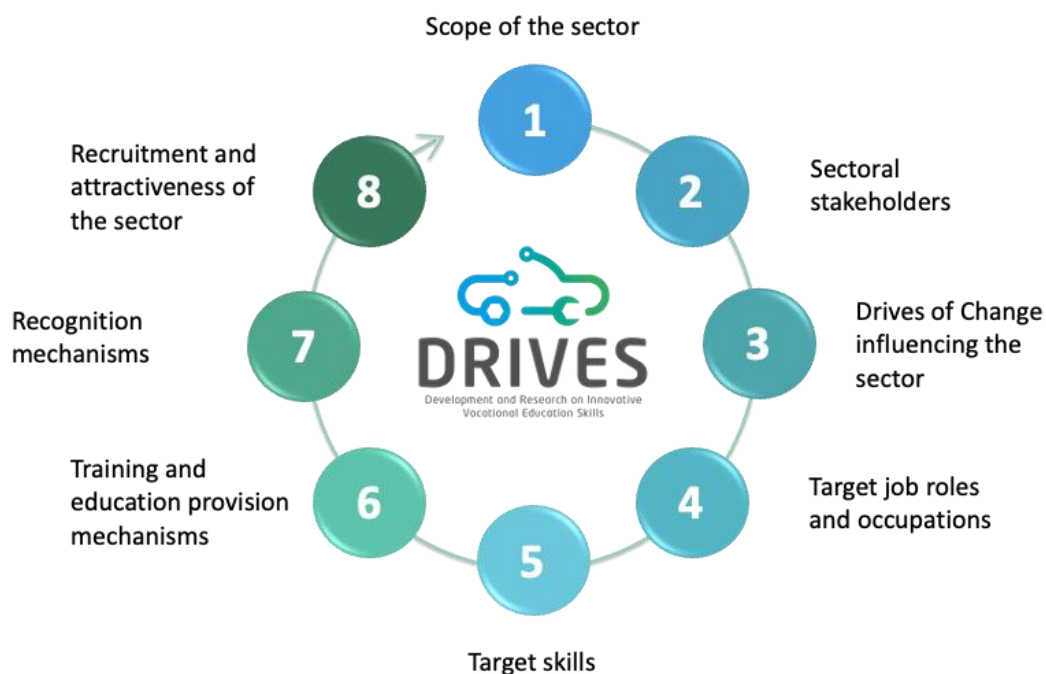 Scope of the sector
1
2
Sectoral
stakeholders
3
Drives of Change
influencing the
sector
4
Target job roles
and occupations
5
Target skills
6
Training and
education provision
mechanisms
7
Recognition
mechanisms
8
Recruitment and
attractiveness of
the sector
DRIVES
Development and Research on Innovative
Vocational Education Skills